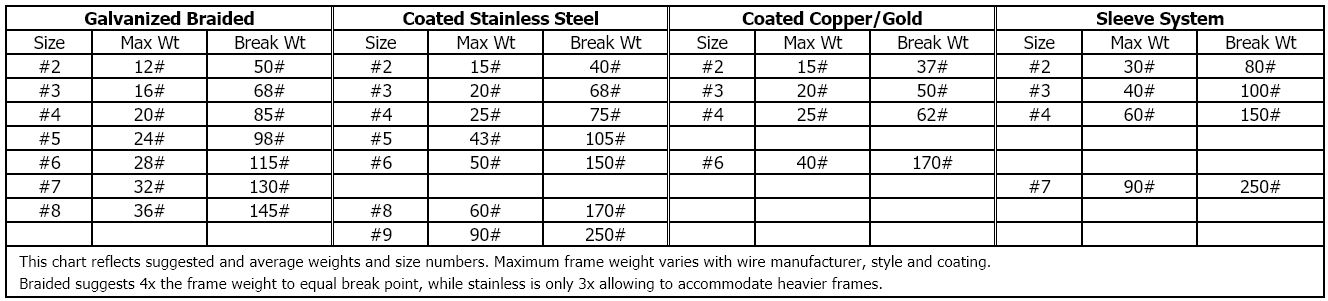 Galvanized Braided Coated Stainless Steel Coated Copper/Gold Sleeve System
Size Max Wt Break Wt Size Max Wt Break Wt Size Max Wt Break Wt Size Max Wt Break Wt
#2 12# 50# #2 15# 40# #2 15# 37# #2 30# 80#
#3 16# 68# #3 20# 68# #3 20# 50# #3 40# 100#
#4 20# 85# #4 25# 75# #4 25# 62# #4 60# 150#
#5 24# 98# #5 43# 105#
#6 28# 115# #6 50# 150# #6 40# 170#
#7 32# 130# #7 90# 250#
#8 36# 145# #8 60# 170#
#9 90# 250#
This chart reflects suggested and average weights and size numbers. Maximum frame weight varies with wire manufacturer, style and coating.
Braided suggests 4x the frame weight to equal break point, while stainless is only 3x allowing to accommodate heavier frames.